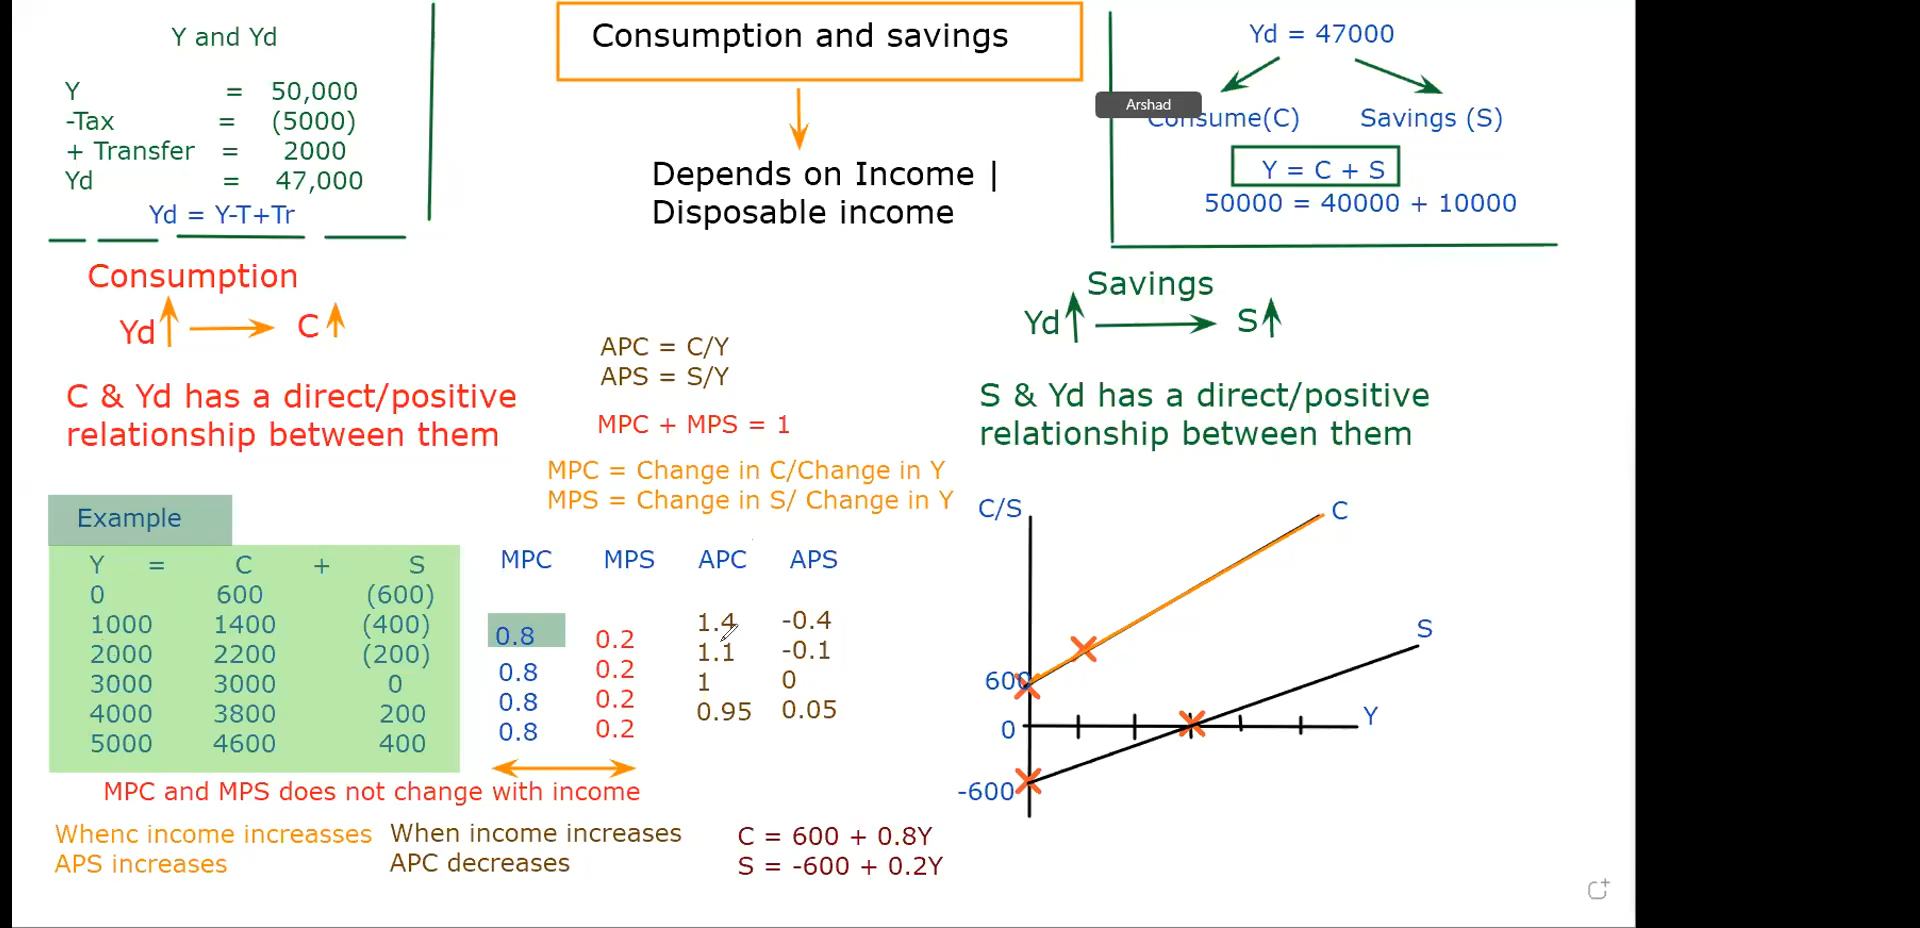 Y and Yd
Y = 50,000
-Tax = (5000)
+ Transfer = 2000
Yd = 47,000
Yd = Y-T+Tr
Consumption and savings
Depends on Income |
Disposable income
Yd = 47000
Arshad
Consume(C) Savings (S)
Y = C + S
50000 = 40000 + 10000
Consumption
Yd C
C & Yd has a direct/positive
relationship between them
APC = C/Y
APS = S/Y
MPC + MPS = 1
MPC = Change in C/Change in Y
MPS = Change in S/ Change in Y
Savings
Yd S
S & Yd has a direct/positive
relationship between them
Example
Y = C + S
0 600 (600)
1000 1400 (400)
2000 2200 (200)
3000 3000 0
4000 3800 200
5000 4600 400
MPC MPS APC APS
0.8 0.2 1.4 -0.4
0.8 0.2 1.1 -0.1
0.8 0.2 1 0
0.8 0.2 0.95 0.05
MPC and MPS does not change with income
Whenc income increasses
APS increases
When income increases
APC decreases
C = 600 + 0.8Y
S = -600 + 0.2Y
C/S
C
S
600
0
Y
-600